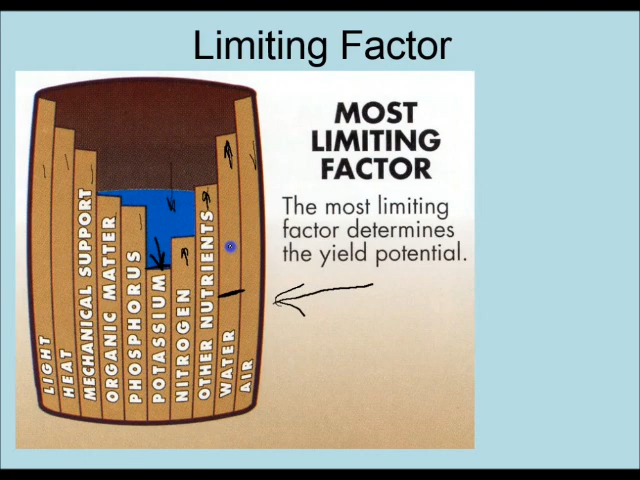 Limiting Factor
MOST
LIMITING
FACTOR
The most limiting
factor determines
the yield potential.
LIGHT
HEAT
MECHANICAL SUPPORT
ORGANIC MATTER
PHOSPHORUS
POTASSIUM
NITROGEN
OTHER NUTRIENTS
WATER
AIR